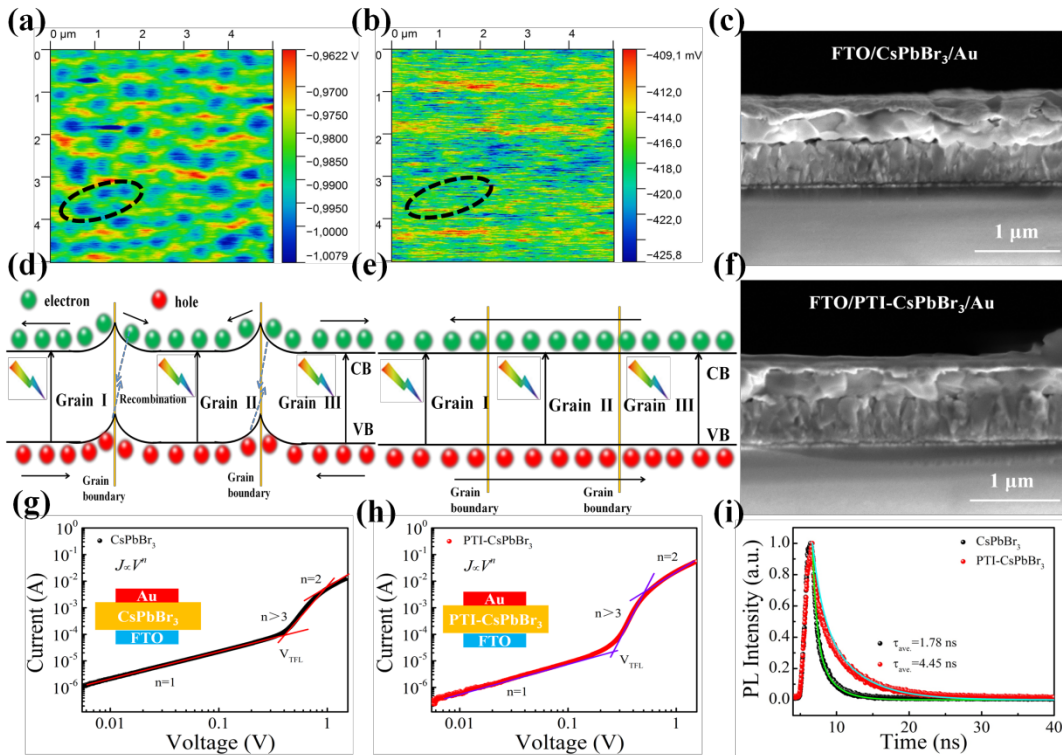 (a)
0 µm 1 2 3 4
0
1
2
3
4
−0,9622 V
−0,9700
−0,9750
−0,9800
−0,9850
−0,9900
−0,9950
−1,0000
−1,0079
(b)
0 µm 1 2 3 4
0
1
2
3
4
−409,1 mV
−412,0
−414,0
−416,0
−418,0
−420,0
−422,0
−425,8
(c)
FTO/CsPbBr₃/Au
1 µm
(d)
electron hole
CB
Grain I Recombination Grain II Grain III
VB
Grain boundary
Grain boundary
(e)
CB
Grain I Grain II Grain III
VB
Grain boundary
Grain boundary
(f)
FTO/PTI-CsPbBr₃/Au
1 µm
(g)
Current (A)
10⁰
10⁻¹
10⁻²
10⁻³
10⁻⁴
10⁻⁵
10⁻⁶
CsPbBr₃
J∝Vⁿ
n=2
n＞3
Au
CsPbBr₃
FTO
V_TFL
n=1
0.01 0.1 1
Voltage (V)
(h)
Current (A)
10⁰
10⁻¹
10⁻²
10⁻³
10⁻⁴
10⁻⁵
10⁻⁶
PTI-CsPbBr₃
J∝Vⁿ
n=2
n＞3
Au
PTI-CsPbBr₃
FTO
V_TFL
n=1
0.01 0.1 1
Voltage (V)
(i)
PL Intensity (a.u.)
1.0
0.8
0.6
0.4
0.2
0.0
CsPbBr₃
PTI-CsPbBr₃
τave.=1.78 ns
τave.=4.45 ns
10 20 30 40
Time (ns)